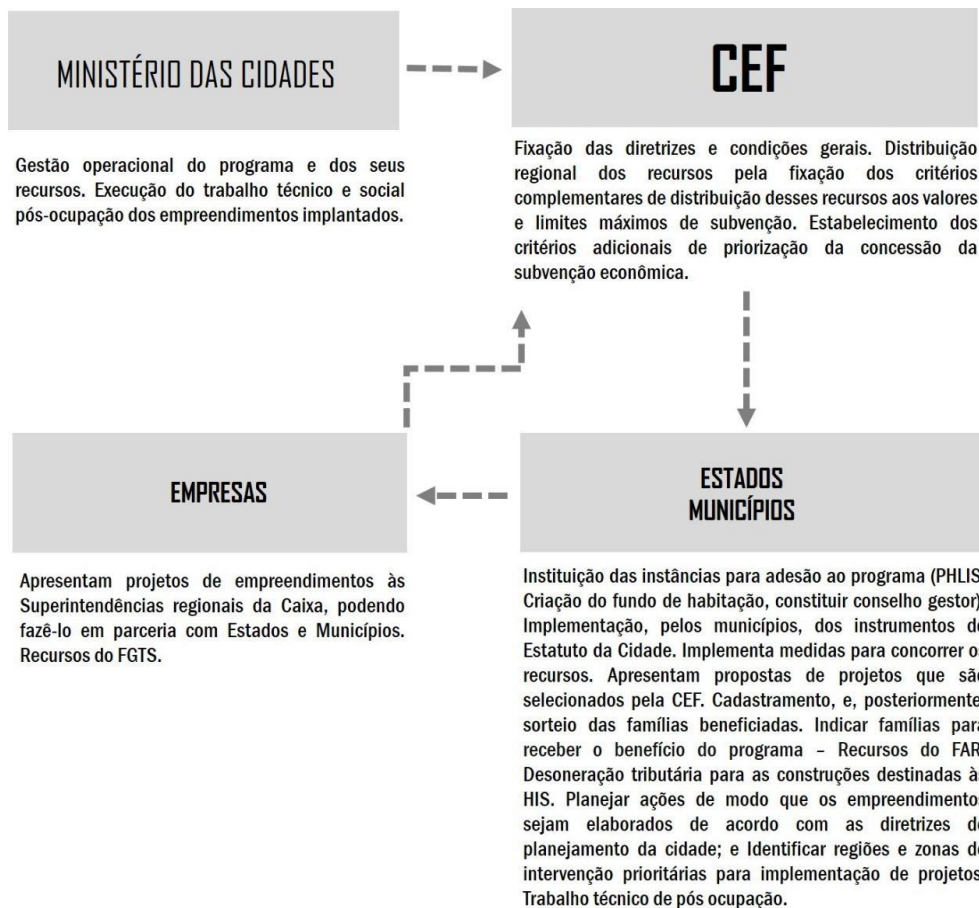 MINISTÉRIO DAS CIDADES
Gestão operacional do programa e dos seus
recursos. Execução do trabalho técnico e social
pós-ocupação dos empreendimentos implantados.
CEF
Fixação das diretrizes e condições gerais. Distribuição
regional dos recursos pela fixação dos critérios
complementares de distribuição desses recursos aos valores
e limites máximos de subvenção. Estabelecimento dos
critérios adicionais de priorização da concessão da
subvenção econômica.
EMPRESAS
Apresentam projetos de empreendimentos às
Superintendências regionais da Caixa, podendo
fazê-lo em parceria com Estados e Municípios.
Recursos do FGTS.
ESTADOS
MUNICÍPIOS
Instituição das instâncias para adesão ao programa (PHLIS
Criação do fundo de habitação, constituir conselho gestor)
Implementação, pelos municípios, dos instrumentos d
Estatuto da Cidade. Implementa medidas para concorrer o
recursos. Apresentam propostas de projetos que sã
selecionados pela CEF. Cadastramento, e, posteriormente
sorteio das famílias beneficiadas. Indicar famílias para
receber o benefício do programa – Recursos do FAR
Desoneração tributária para as construções destinadas à
HIS. Planejar ações de modo que os empreendimento
sejam elaborados de acordo com as diretrizes d
planejamento da cidade; e Identificar regiões e zonas d
intervenção prioritárias para implementação de projetos
Trabalho técnico de pós ocupação.